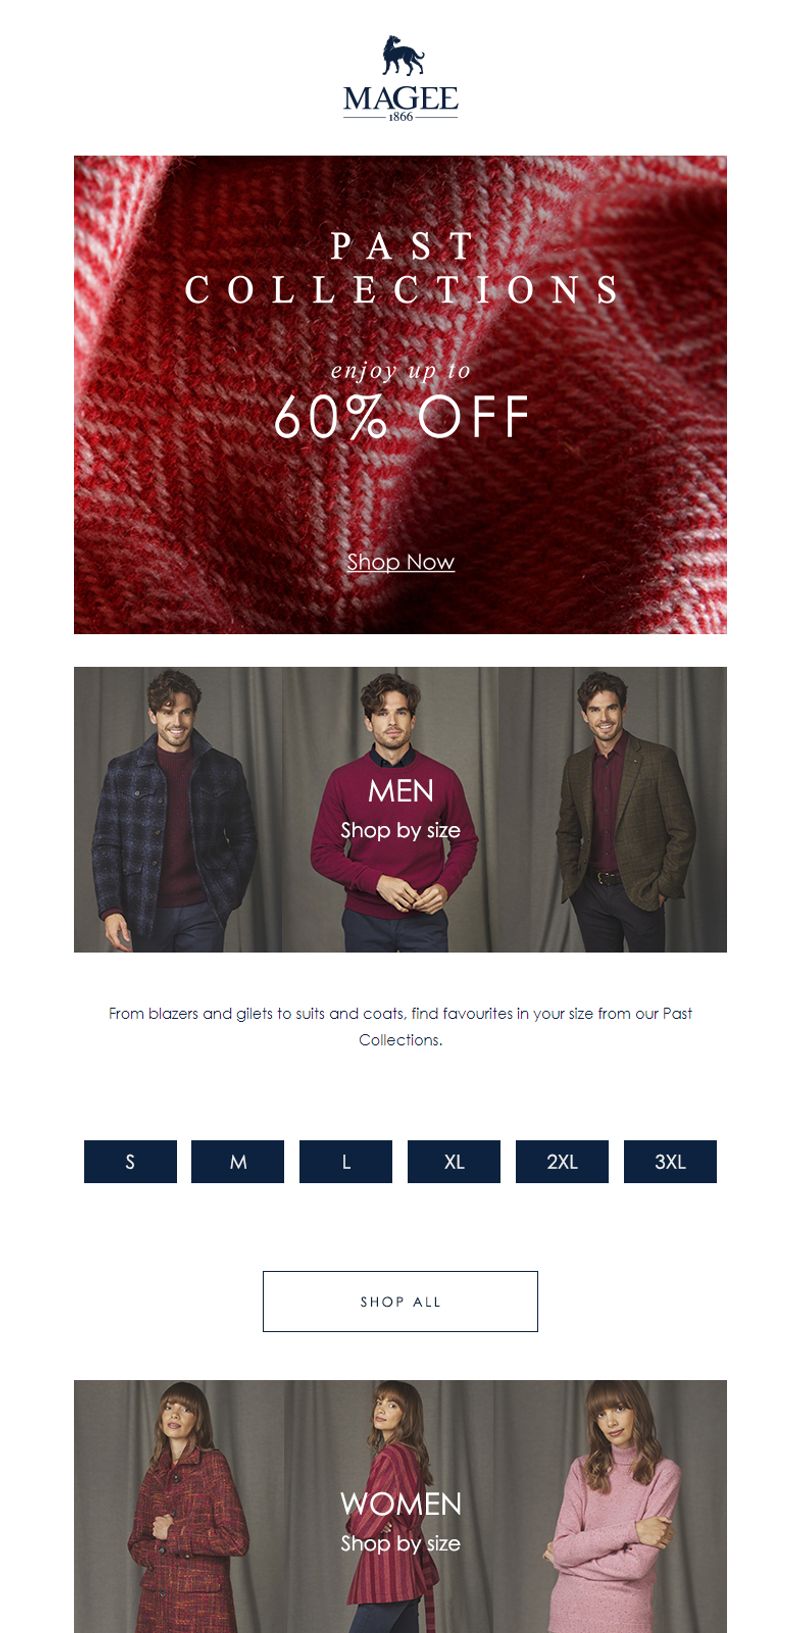 MAGEE
1866
PAST
COLLECTIONS
enjoy up to
60% OFF
Shop Now
MEN
Shop by size
From blazers and gilets to suits and coats, find favourites in your size from our Past
Collections.
S M L XL 2XL 3XL
SHOP ALL
WOMEN
Shop by size